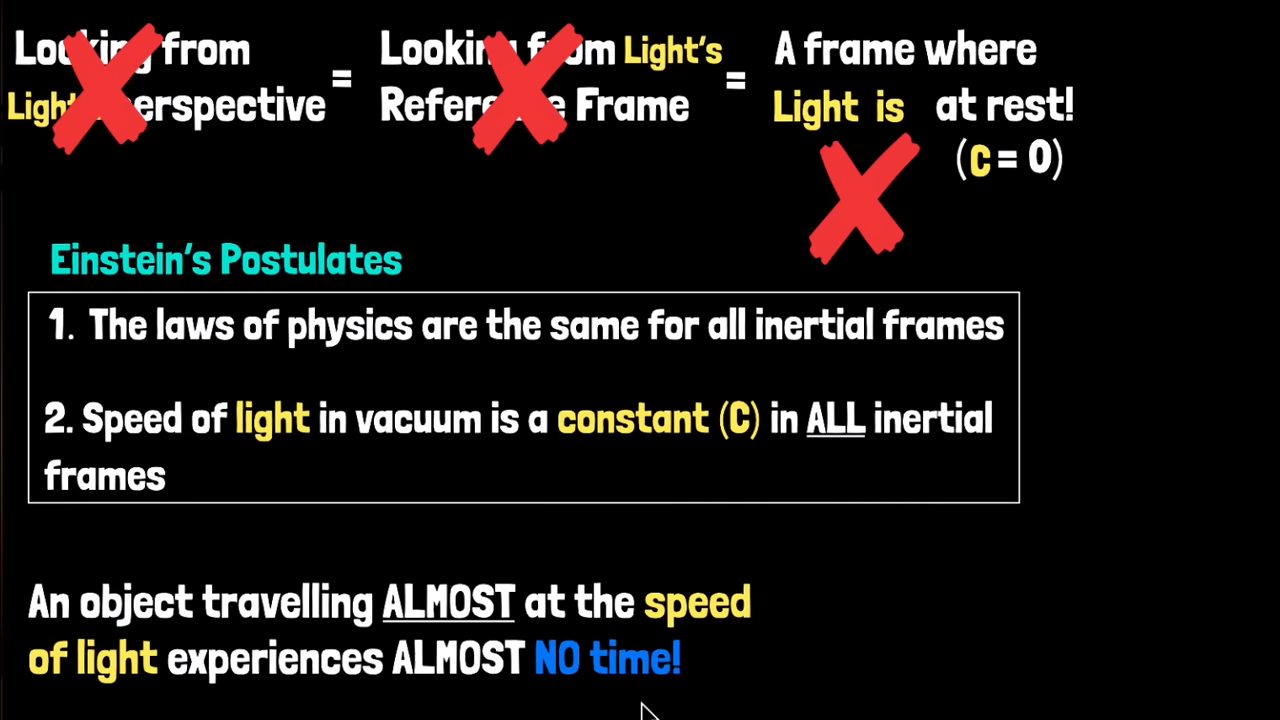 Looking from
Light's perspective
=
Looking from Light's
Reference Frame
=
A frame where
Light is at rest!
(C = 0)
Einstein's Postulates
1. The laws of physics are the same for all inertial frames
2. Speed of light in vacuum is a constant (C) in ALL inertial
frames
An object travelling ALMOST at the speed
of light experiences ALMOST NO time!